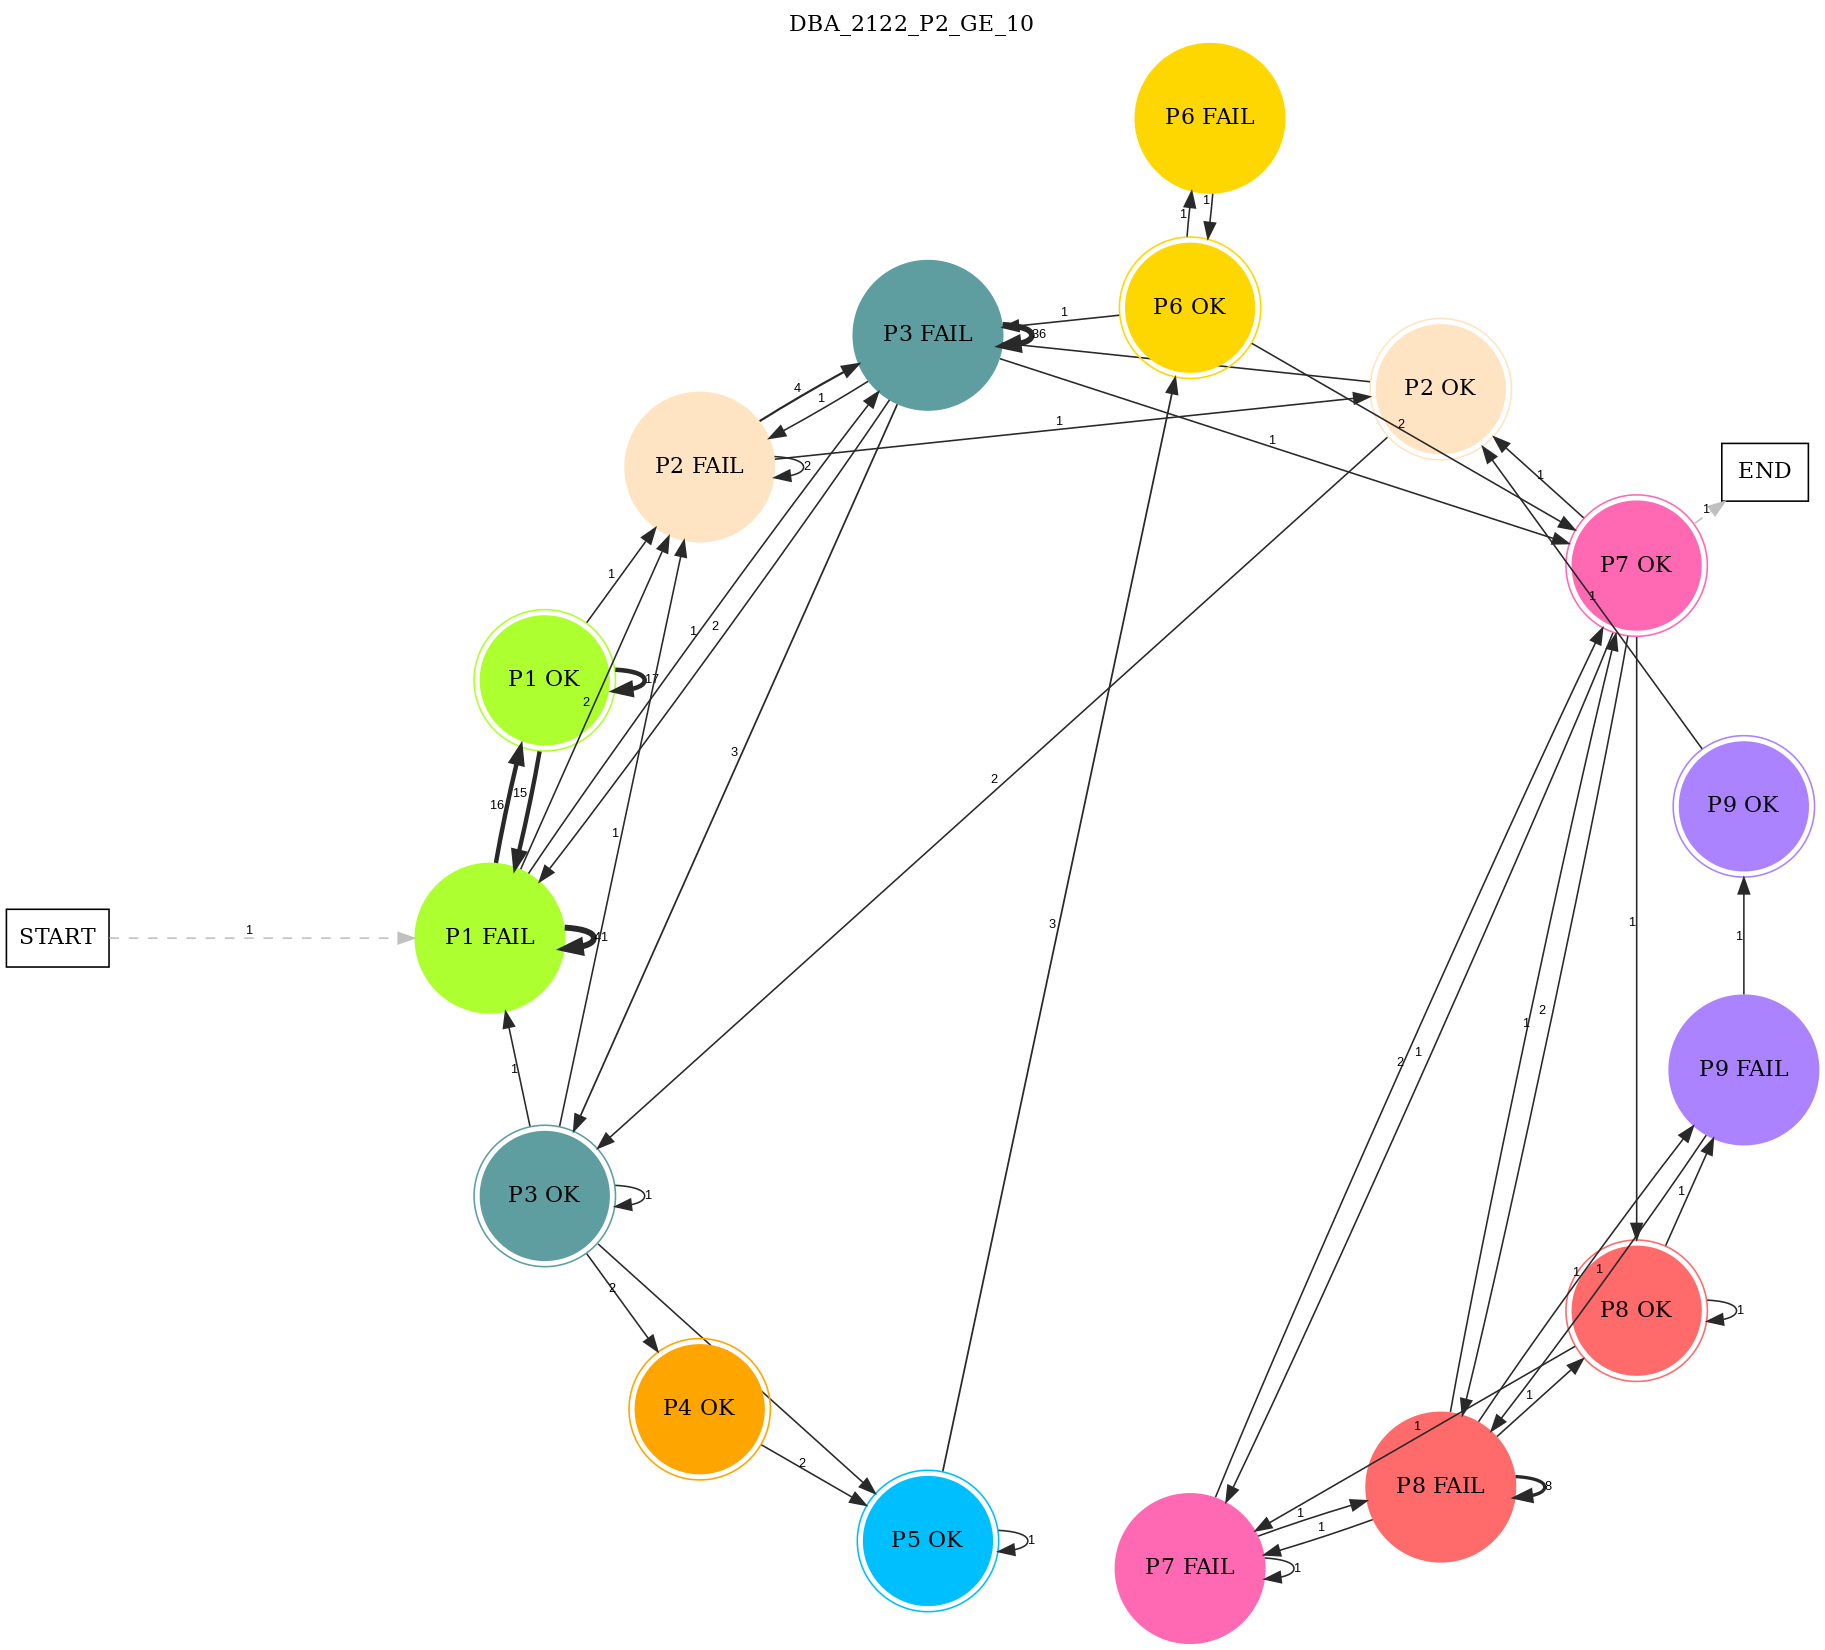 DBA_2122_P2_GE_10
P6 FAIL
1
1
P6 OK
P3 FAIL
1
36
P2 OK
4
1
2
1
P2 FAIL
2
1
1
END
1
P7 OK
1
1
1
P1 OK
17
1
2
2
3
2
16
15
1
P9 OK
1
START
1
P1 FAIL
41
3
1
1
2
1
2
1
1
P9 FAIL
1
P3 OK
1
1
1
1
2
P8 OK
1
1
P4 OK
1
2
P8 FAIL
8
1
1
P5 OK
1
P7 FAIL
1